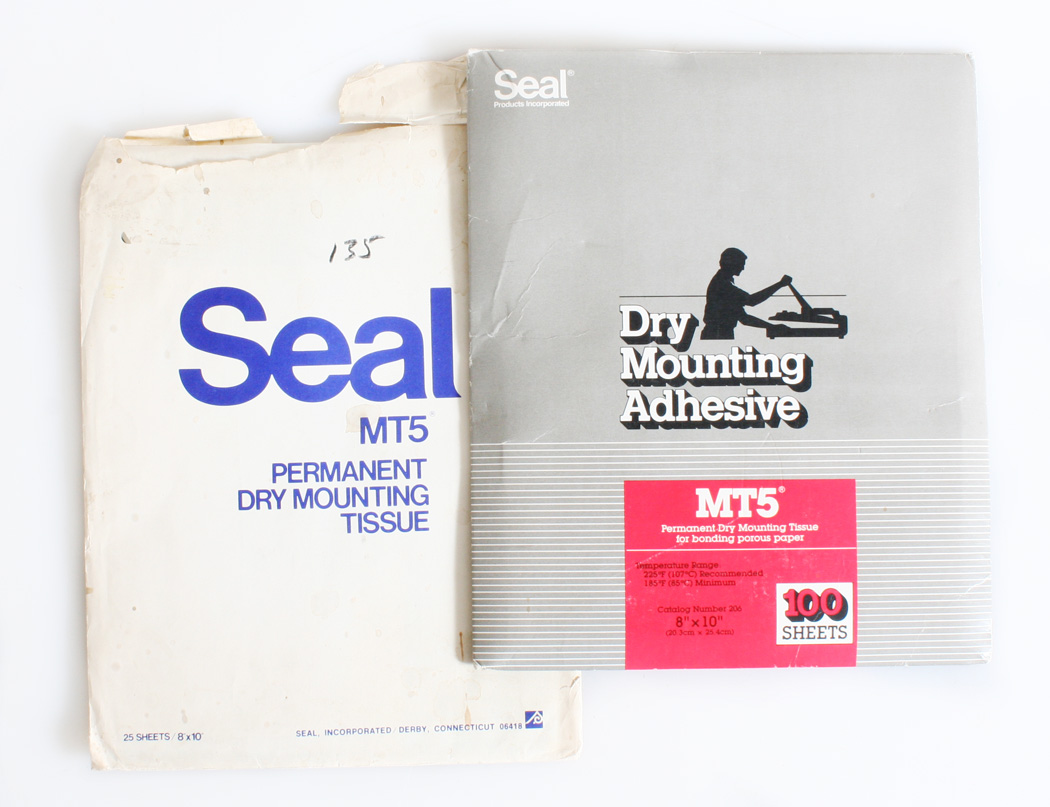 135
Seal
MT5
PERMANENT
DRY MOUNTING
TISSUE
25 SHEETS / 8"x10"
SEAL, INCORPORATED / DERBY, CONNECTICUT 06418
Seal®
Products Incorporated
Dry
Mounting
Adhesive
MT5®
Permanent Dry Mounting Tissue
for bonding porous paper
Temperature Range:
225°F (107°C) Recommended
185°F (85°C) Minimum
Catalog Number 206
8" x 10"
(20.3cm x 25.4cm)
100
SHEETS